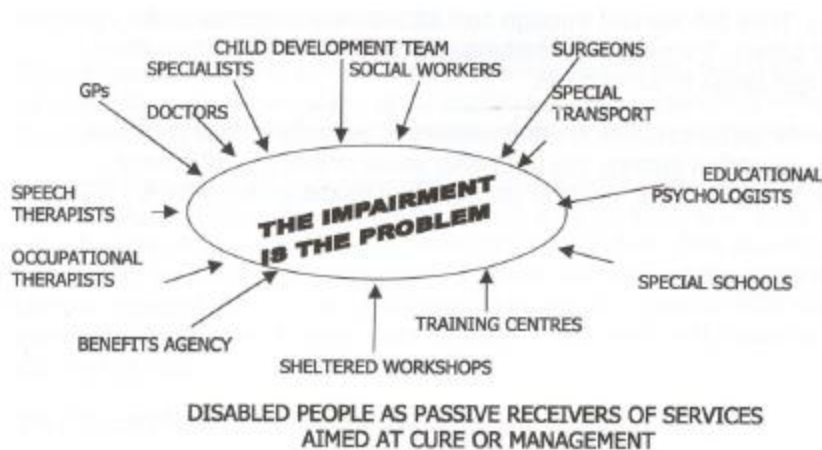 CHILD DEVELOPMENT TEAM
SURGEONS
SPECIALISTS
SOCIAL WORKERS
GPs
SPECIAL
TRANSPORT
DOCTORS
EDUCATIONAL
PSYCHOLOGISTS
SPEECH
THERAPISTS
THE IMPAIRMENT
IS THE PROBLEM
OCCUPATIONAL
THERAPISTS
SPECIAL SCHOOLS
TRAINING CENTRES
BENEFITS AGENCY
SHELTERED WORKSHOPS
DISABLED PEOPLE AS PASSIVE RECEIVERS OF SERVICES
AIMED AT CURE OR MANAGEMENT